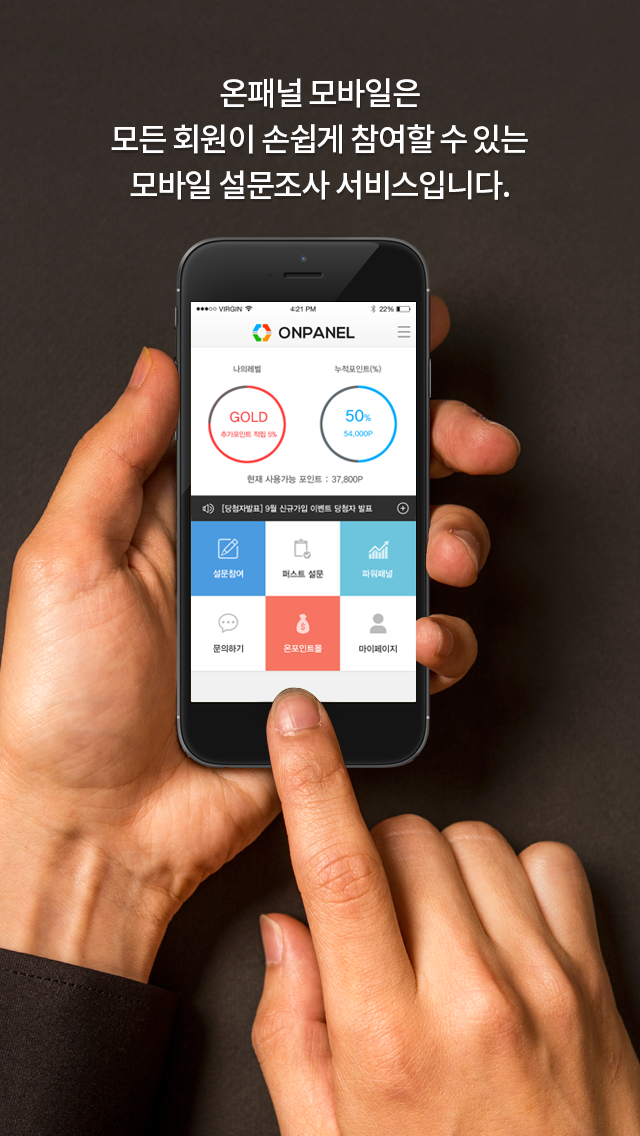 온패널 모바일은
모든 회원이 손쉽게 참여할 수 있는
모바일 설문조사 서비스입니다.
VIRGIN 4:21 PM 22%
ONPANEL
나의레벨 누적포인트(%)
GOLD 50%
추가포인트 적립 5% 54,000P
현재 사용가능 포인트 : 37,800P
[당첨자발표] 9월 신규가입 이벤트 당첨자 발표
설문참여 퍼스트 설문 파워패널
문의하기 온포인트몰 마이페이지